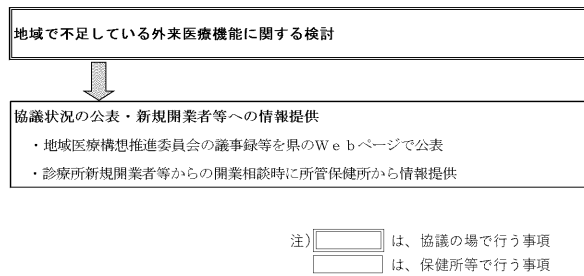 地域で不足している外来医療機能に関する検討
協議状況の公表・新規開業者等への情報提供
・地域医療構想推進委員会の議事録等を県のWebページで公表
・診療所新規開業者等からの開業相談時に所管保健所から情報提供
注) は、協議の場で行う事項
は、保健所等で行う事項